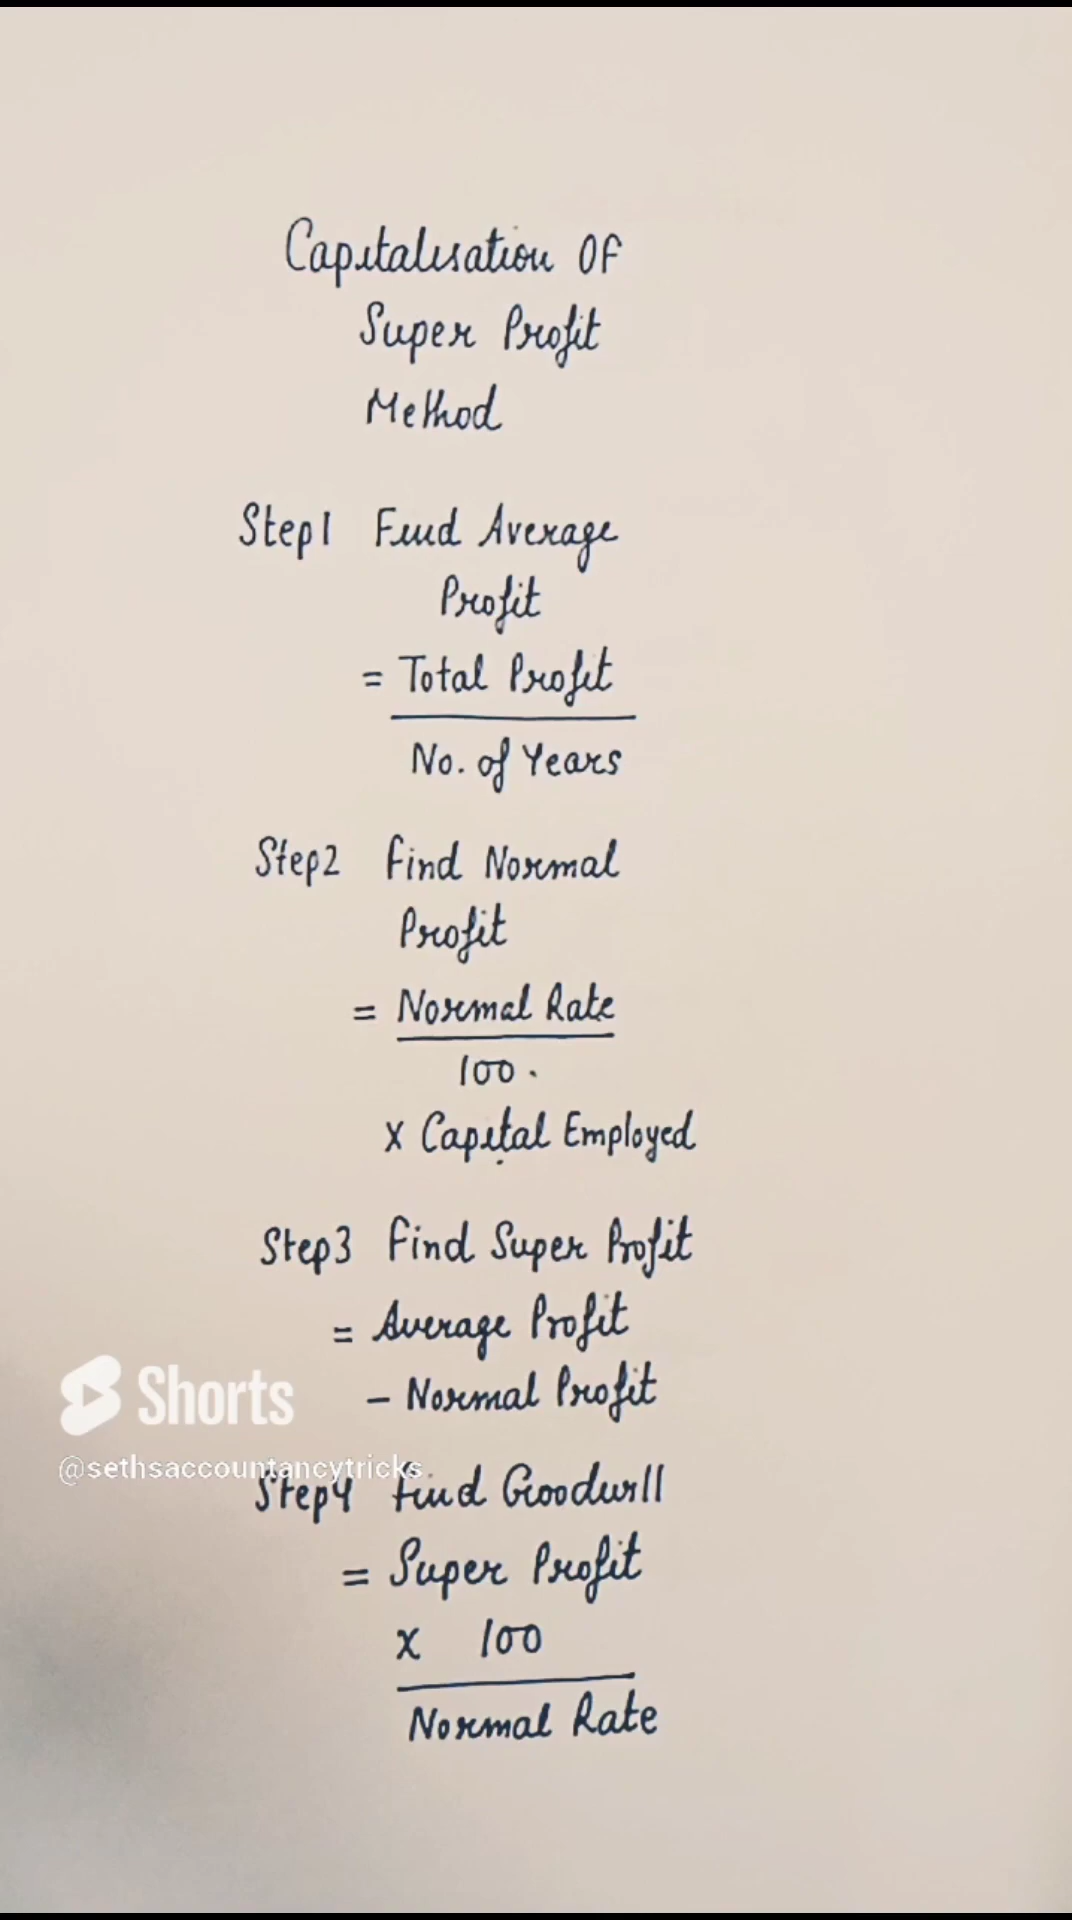 Capitalisation OF
Super Profit
Method
Step1 Find Average
Profit
= Total Profit
No. of Years
Step2 Find Normal
Profit
= Normal Rate
100
x Capital Employed
Step3 Find Super Profit
= Average Profit
- Normal Profit
Shorts
@sethsaccountancytricks
Step4 Find Goodwill
= Super Profit
x 100
Normal Rate